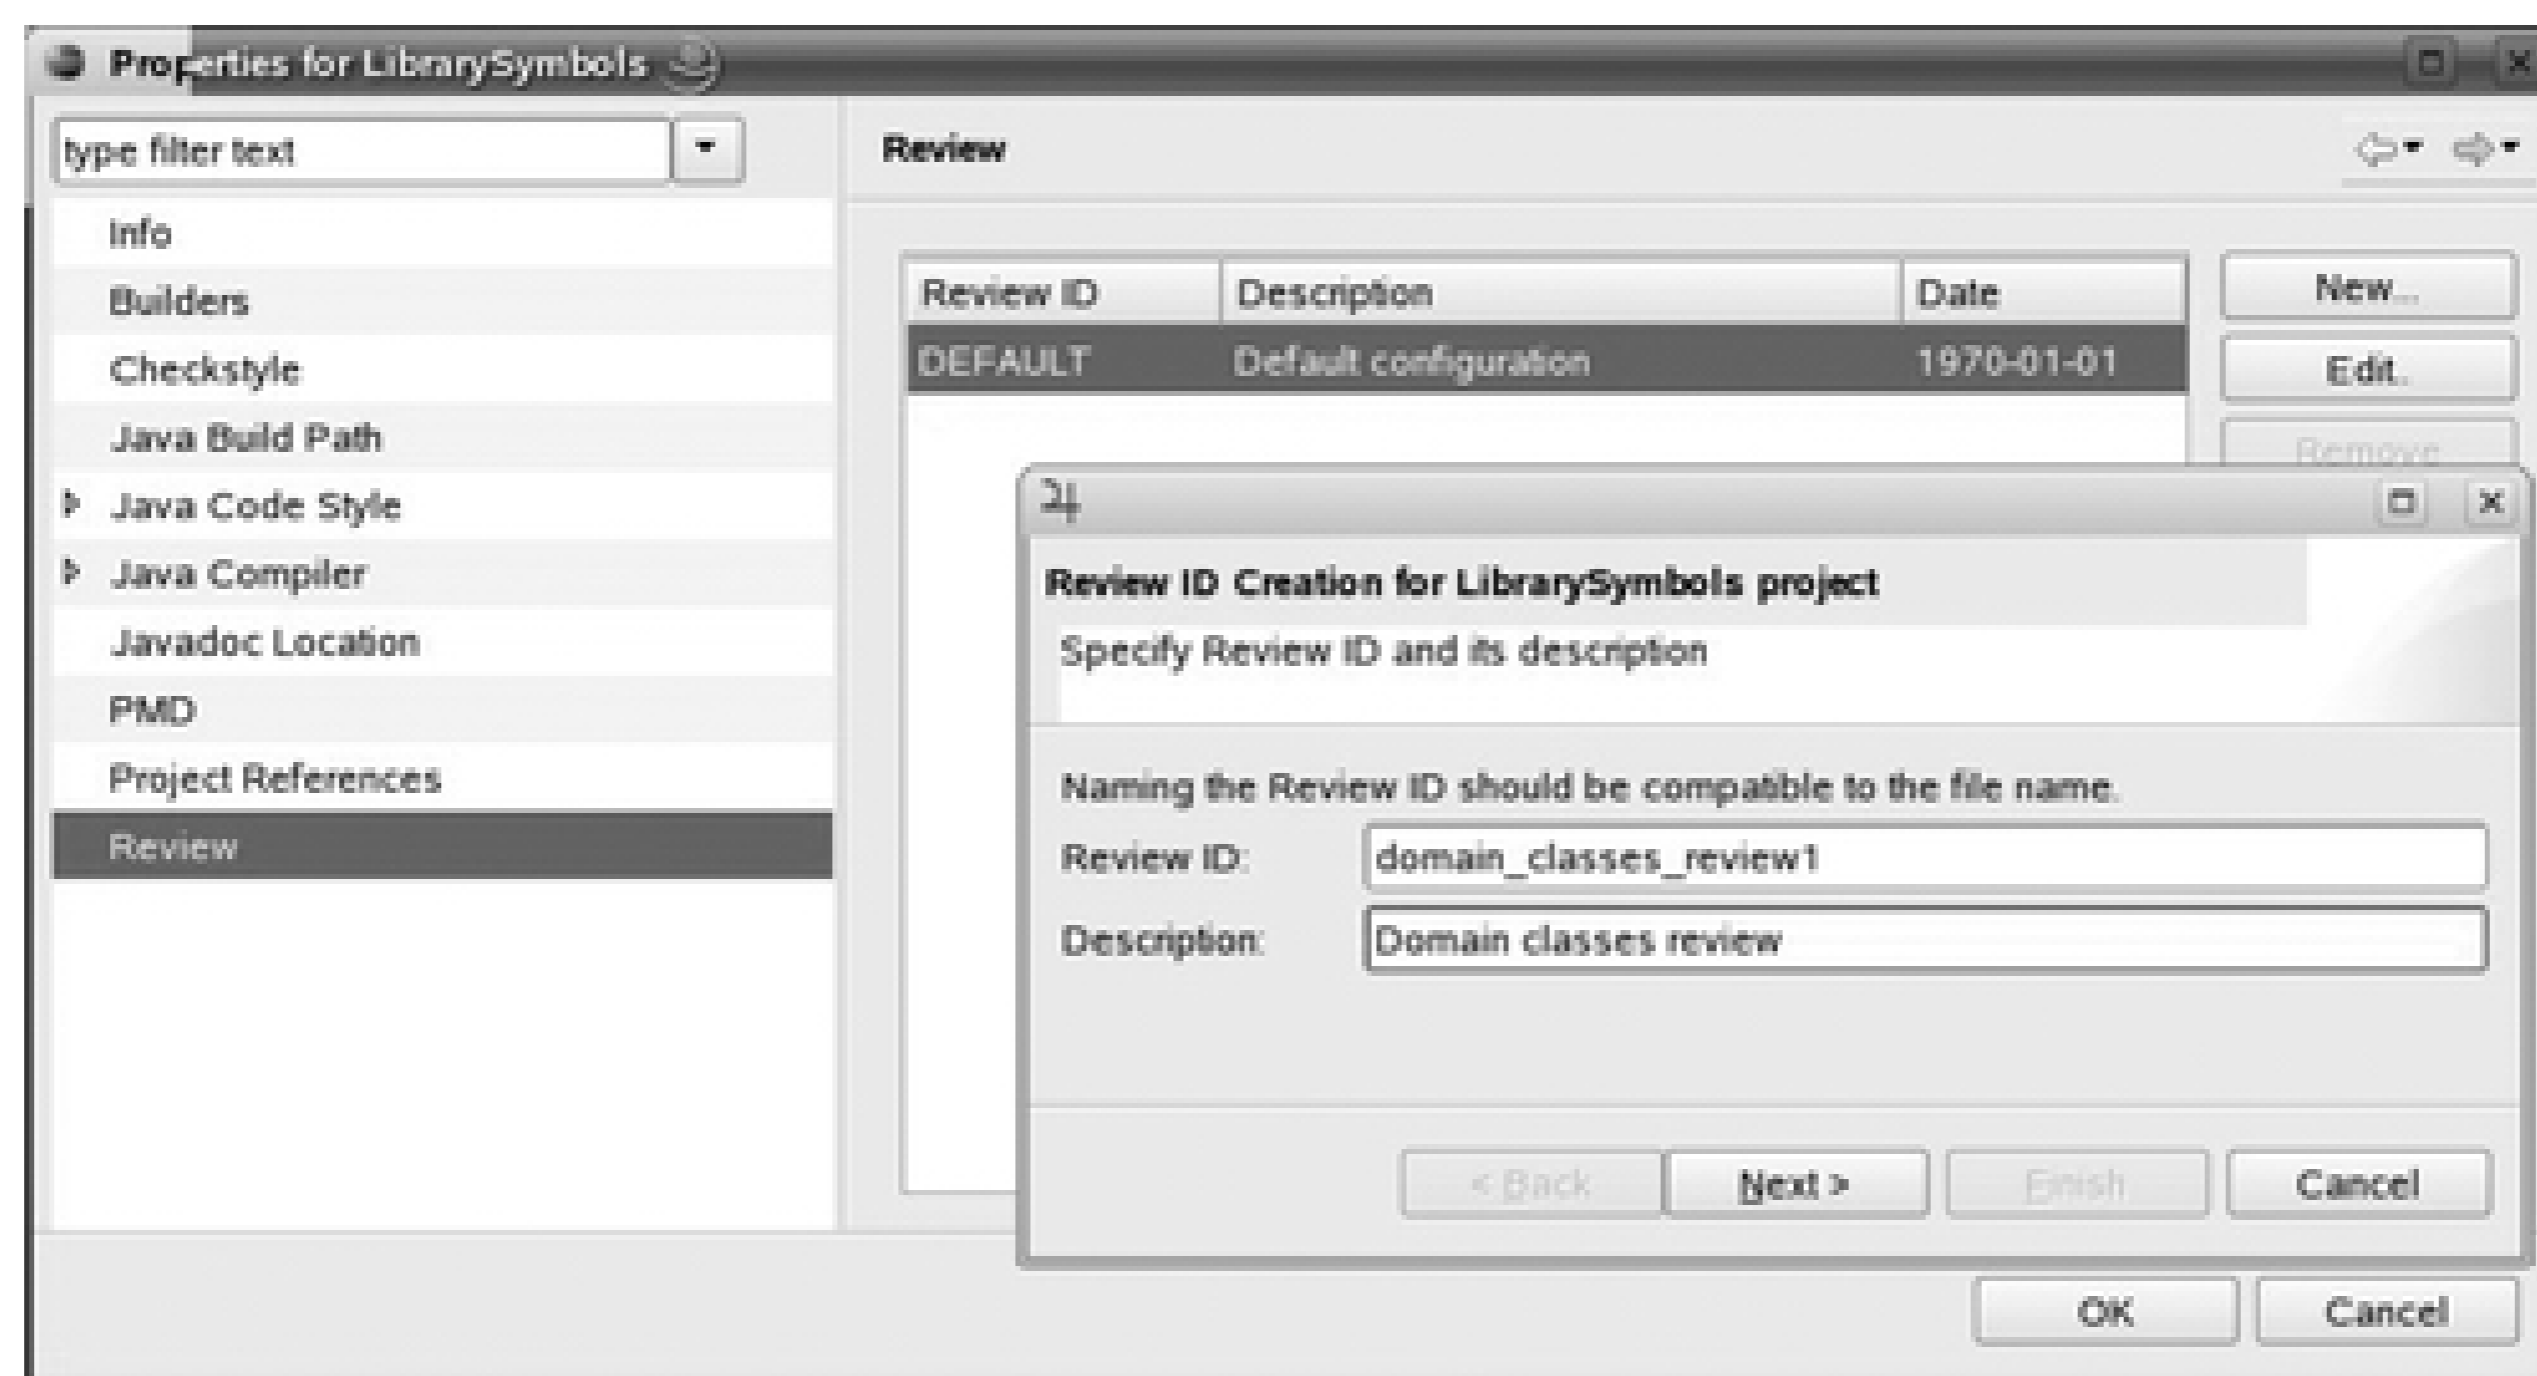 Properties for LibrarySymbols
type filter text
Info
Builders
Checkstyle
Java Build Path
Java Code Style
Java Compiler
Javadoc Location
PMD
Project References
Review
Review
Review ID Description Date
DEFAULT Default configuration 1970-01-01
New...
Edit..
Remove
Review ID Creation for LibrarySymbols project
Specify Review ID and its description
Naming the Review ID should be compatible to the file name.
Review ID: domain_classes_review1
Description: Domain classes review
< Back Next > Finish Cancel
OK Cancel